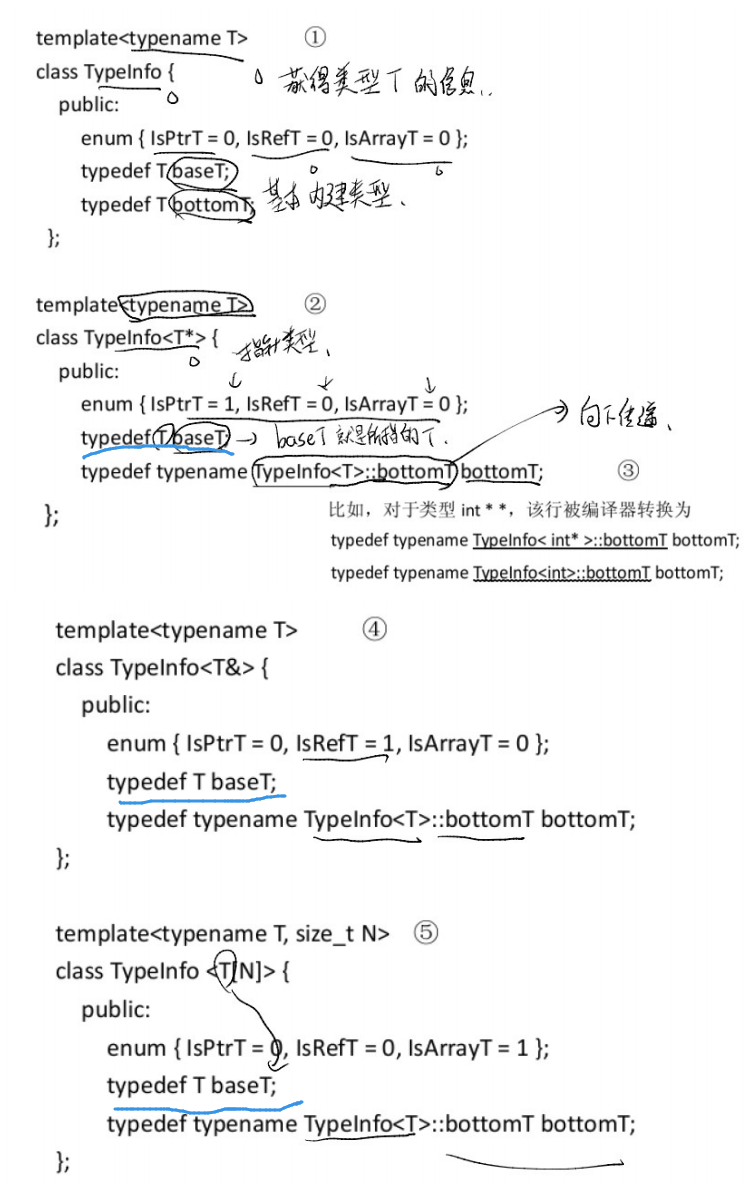 template<typename T> ①
class TypeInfo { 获得类型 T 的信息..
public:
enum { IsPtrT = 0, IsRefT = 0, IsArrayT = 0 };
typedef T baseT;
typedef T bottomT; 基本内建类型、
};
template<typename T> ②
class TypeInfo<T*> { 指针类型、
public:
enum { IsPtrT = 1, IsRefT = 0, IsArrayT = 0 };
typedef T baseT; → baseT 就是所指的T. → 向下传递、
typedef typename TypeInfo<T>::bottomT bottomT; ③
}; 比如，对于类型 int * *，该行被编译器转换为
typedef typename TypeInfo< int* >::bottomT bottomT;
typedef typename TypeInfo<int>::bottomT bottomT;
template<typename T> ④
class TypeInfo<T&> {
public:
enum { IsPtrT = 0, IsRefT = 1, IsArrayT = 0 };
typedef T baseT;
typedef typename TypeInfo<T>::bottomT bottomT;
};
template<typename T, size_t N> ⑤
class TypeInfo <T[N]> {
public:
enum { IsPtrT = 0, IsRefT = 0, IsArrayT = 1 };
typedef T baseT;
typedef typename TypeInfo<T>::bottomT bottomT;
};